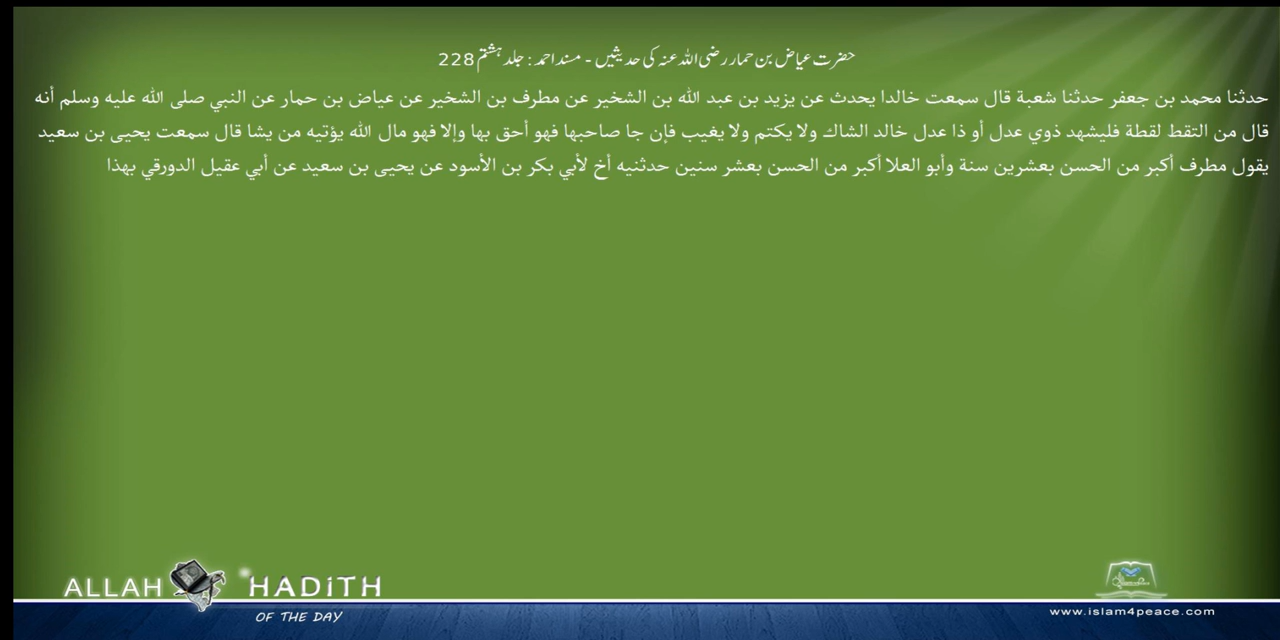 حضرت عیاض بن حمار رضی اللہ عنہ کی حدیثیں - مسند احمد : جلد ہشتم 228
حدثنا محمد بن جعفر حدثنا شعبة قال سمعت خالدا يحدث عن يزيد بن عبد الله بن الشخير عن مطرف بن الشخير عن عياض بن حمار عن النبي صلى الله عليه وسلم أنه
قال من التقط لقطة فليشهد ذوي عدل أو ذا عدل خالد الشاك ولا يكتم ولا يغيب فإن جا صاحبها فهو أحق بها وإلا فهو مال الله يؤتيه من يشا قال سمعت يحيى بن سعيد
يقول مطرف أكبر من الحسن بعشرين سنة وأبو العلا أكبر من الحسن بعشر سنين حدثنيه أخ لأبي بكر بن الأسود عن يحيى بن سعيد عن أبي عقيل الدورقي بهذا
ALLAH HADITH
OF THE DAY
www.islam4peace.com